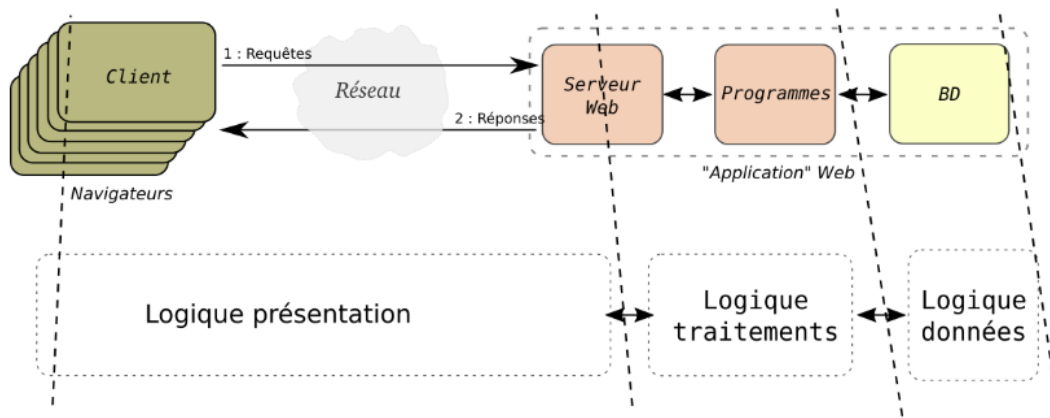 Client
1 : Requêtes
Réseau
2 : Réponses
Navigateurs
Serveur
Web
Programmes
BD
"Application" Web
Logique présentation
Logique
traitements
Logique
données